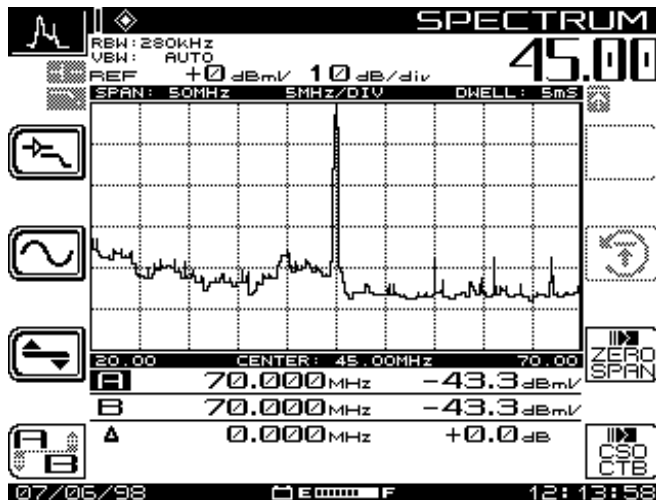 SPECTRUM
RBW:280kHz
VBW: AUTO
45.00
REF +0 dBmV 10 dB/div
SPAN: 50MHz 5MHz/DIV DWELL: 5mS
20.00 CENTER: 45.00MHz 70.00
ZERO SPAN
A 70.000MHz -43.3dBmV
B 70.000MHz -43.3dBmV
Δ 0.000MHz +0.0dB
A B
CSO CTB
07/06/98 E F 12:13:58